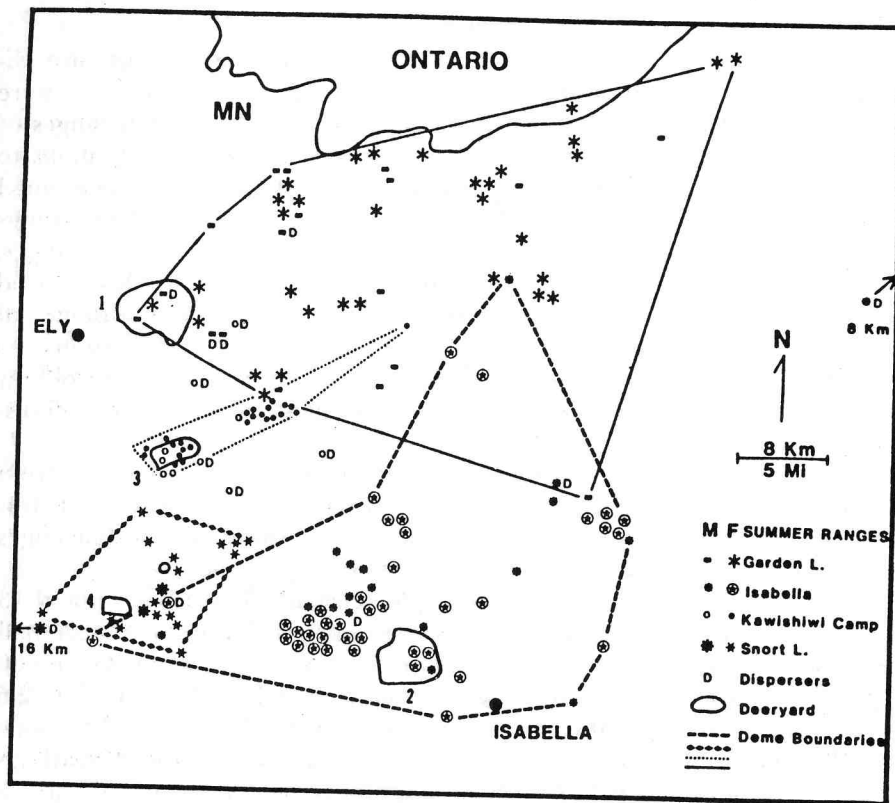 ONTARIO
MN
1
D
D
D
ELY
D D
D
D
8 Km
N
D
3
D
D
D
8 Km
5 Mi
M F SUMMER RANGES
Garden L.
Isabella
Kawishiwi Camp
Snort L.
D Dispersers
Deeryard
Deme Boundaries
4
D
D
D
16 Km
2
ISABELLA